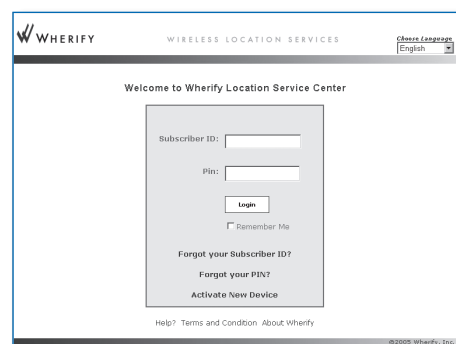 WHERIFY WIRELESS LOCATION SERVICES Choose Language
English
Welcome to Wherify Location Service Center
Subscriber ID:
Pin:
Login
Remember Me
Forgot your Subscriber ID?
Forgot your PIN?
Activate New Device
Help? Terms and Condition About Wherify
©2005 Wherify, Inc.